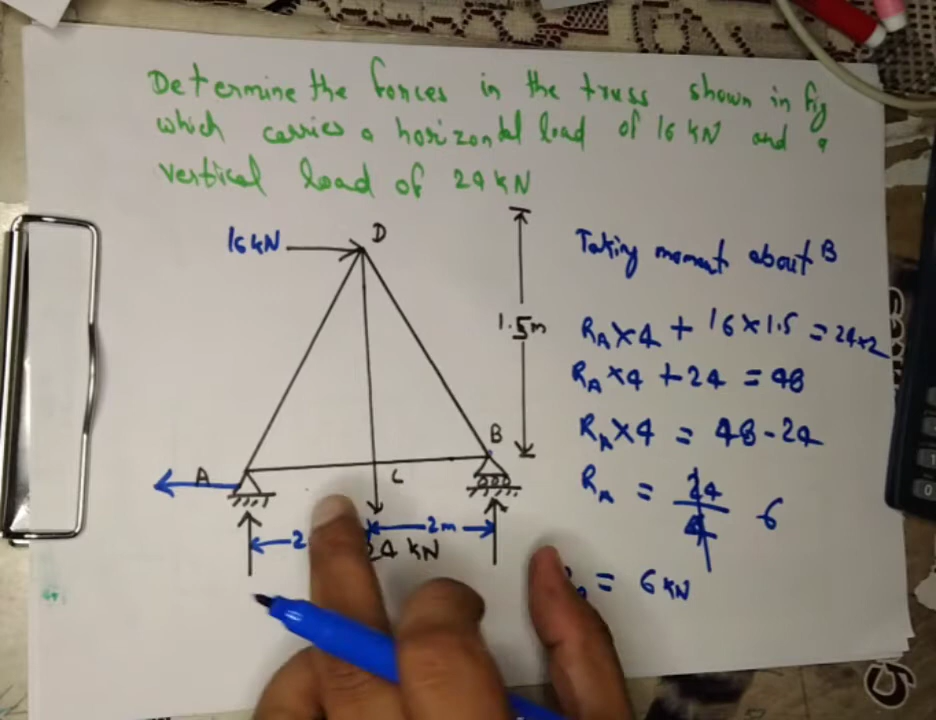 Determine the forces in the truss shown in fig
which carries a horizontal load of 16 kN and a
vertical load of 24 kN
16 kN
D
1.5m
A
B
C
2
2m
24 kN
Taking moment about B
RA×4 + 16×1.5 = 24×2
RA×4 + 24 = 48
RA×4 = 48-24
RA = 24/4 6
= 6 kN